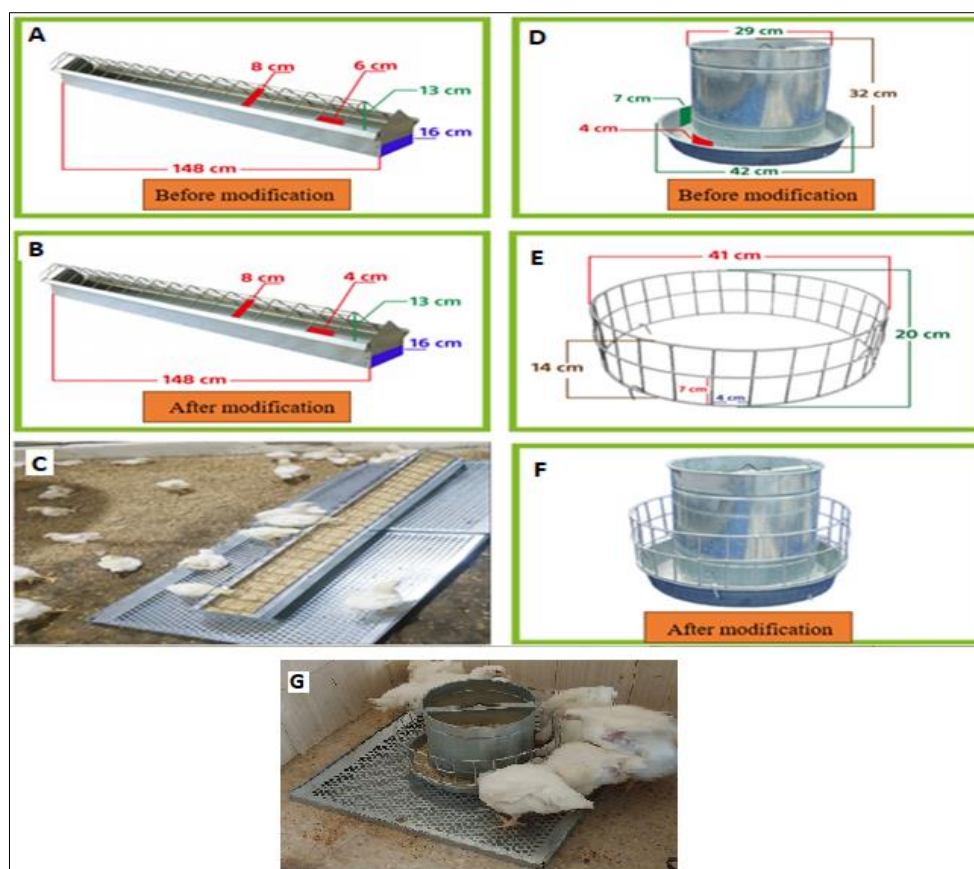 A
8 cm
6 cm
13 cm
16 cm
148 cm
Before modification
D
29 cm
7 cm
32 cm
4 cm
42 cm
Before modification
B
8 cm
4 cm
13 cm
16 cm
148 cm
After modification
E
41 cm
20 cm
14 cm
7 cm
4 cm
C
F
After modification
G